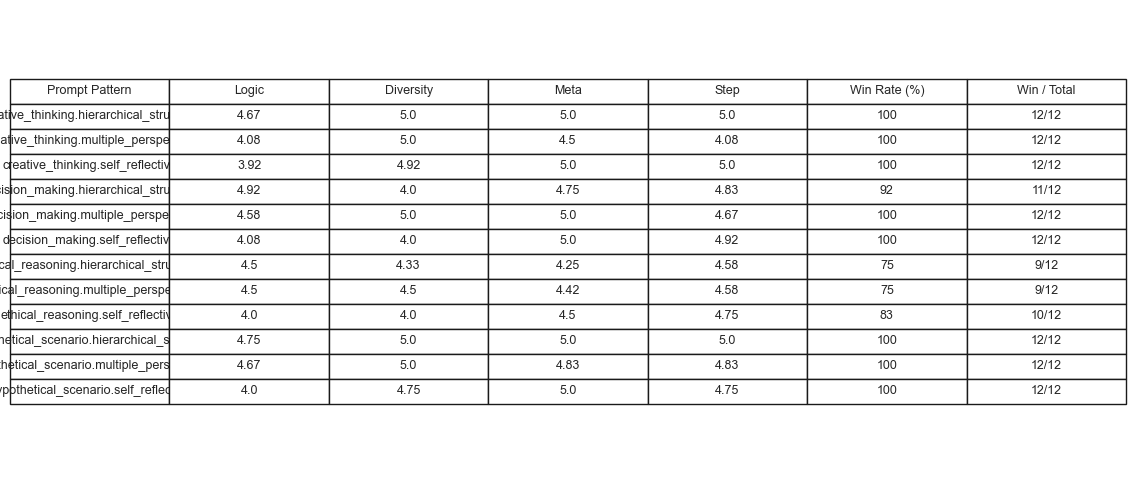 Prompt Pattern Logic Diversity Meta Step Win Rate (%) Win / Total
ative_thinking.hierarchical_stru 4.67 5.0 5.0 5.0 100 12/12
ative_thinking.multiple_perspe 4.08 5.0 4.5 4.08 100 12/12
creative_thinking.self_reflectiv 3.92 4.92 5.0 5.0 100 12/12
cision_making.hierarchical_stru 4.92 4.0 4.75 4.83 92 11/12
cision_making.multiple_perspe 4.58 5.0 5.0 4.67 100 12/12
decision_making.self_reflectiv 4.08 4.0 5.0 4.92 100 12/12
cal_reasoning.hierarchical_stru 4.5 4.33 4.25 4.58 75 9/12
ical_reasoning.multiple_perspe 4.5 4.5 4.42 4.58 75 9/12
ethical_reasoning.self_reflectiv 4.0 4.0 4.5 4.75 83 10/12
hetical_scenario.hierarchical_s 4.75 5.0 5.0 5.0 100 12/12
thetical_scenario.multiple_pers 4.67 5.0 4.83 4.83 100 12/12
ypothetical_scenario.self_reflec 4.0 4.75 5.0 4.75 100 12/12